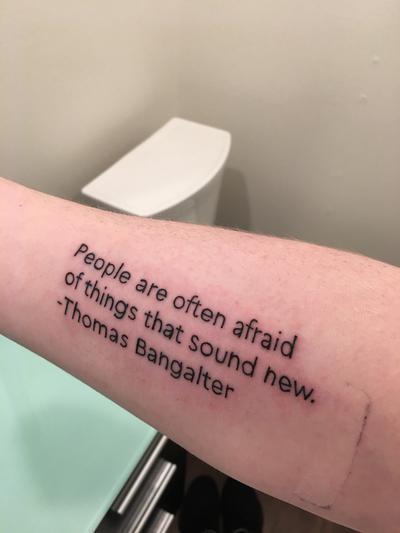 People are often afraid
of things that sound new.
-Thomas Bangalter